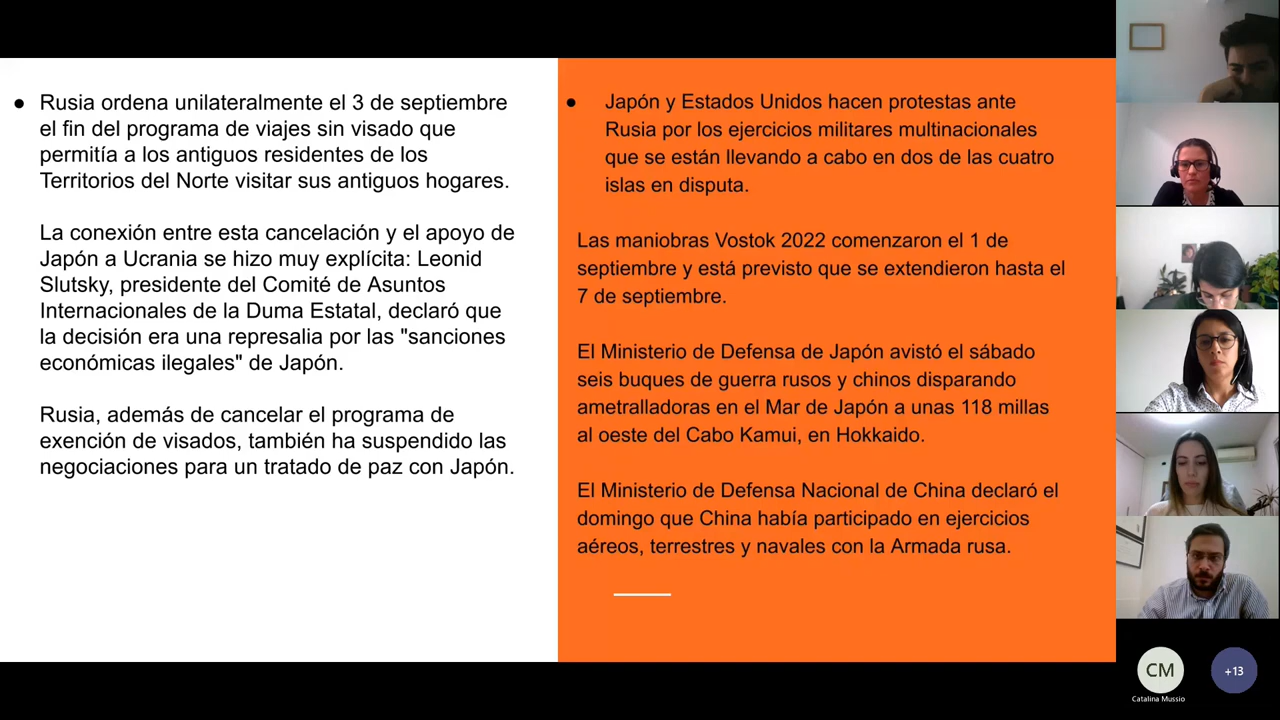 ● Rusia ordena unilateralmente el 3 de septiembre
el fin del programa de viajes sin visado que
permitía a los antiguos residentes de los
Territorios del Norte visitar sus antiguos hogares.
La conexión entre esta cancelación y el apoyo de
Japón a Ucrania se hizo muy explícita: Leonid
Slutsky, presidente del Comité de Asuntos
Internacionales de la Duma Estatal, declaró que
la decisión era una represalia por las "sanciones
económicas ilegales" de Japón.
Rusia, además de cancelar el programa de
exención de visados, también ha suspendido las
negociaciones para un tratado de paz con Japón.
● Japón y Estados Unidos hacen protestas ante
Rusia por los ejercicios militares multinacionales
que se están llevando a cabo en dos de las cuatro
islas en disputa.
Las maniobras Vostok 2022 comenzaron el 1 de
septiembre y está previsto que se extendieron hasta el
7 de septiembre.
El Ministerio de Defensa de Japón avistó el sábado
seis buques de guerra rusos y chinos disparando
ametralladoras en el Mar de Japón a unas 118 millas
al oeste del Cabo Kamui, en Hokkaido.
El Ministerio de Defensa Nacional de China declaró el
domingo que China había participado en ejercicios
aéreos, terrestres y navales con la Armada rusa.
CM
Catalina Mussio
+13